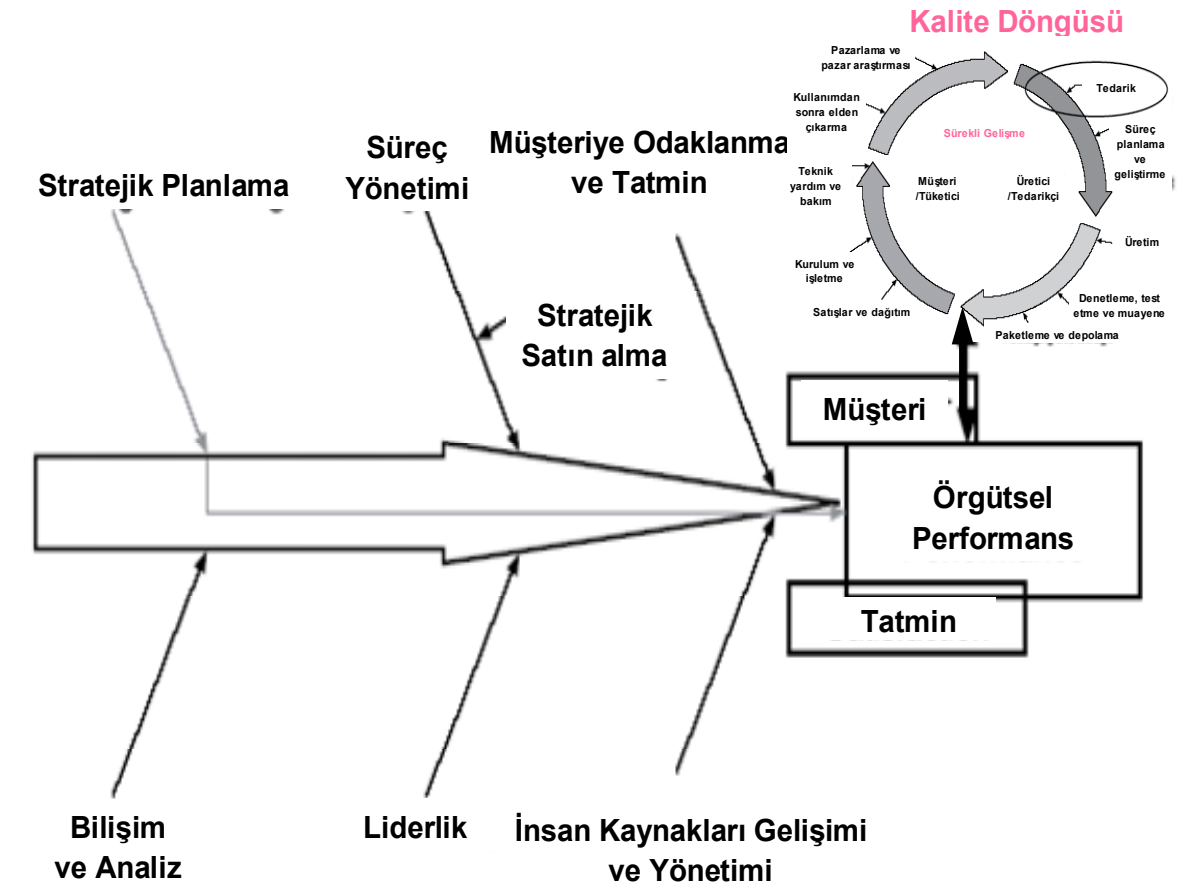 Kalite Döngüsü
Pazarlama ve
pazar araştırması
Tedarik
Kullanımdan
sonra elden
çıkarma
Sürekli Gelişme
Süreç
planlama
ve
geliştirme
Teknik
yardım ve
bakım
Müşteri
/Tüketici
Üretici
/Tedarikçi
Üretim
Kurulum ve
işletme
Satışlar ve dağıtım
Denetleme, test
etme ve muayene
Paketleme ve depolama
Stratejik Planlama
Süreç
Yönetimi
Müşteriye Odaklanma
ve Tatmin
Stratejik
Satın alma
Müşteri
Örgütsel
Performans
Tatmin
Bilişim
ve Analiz
Liderlik
İnsan Kaynakları Gelişimi
ve Yönetimi